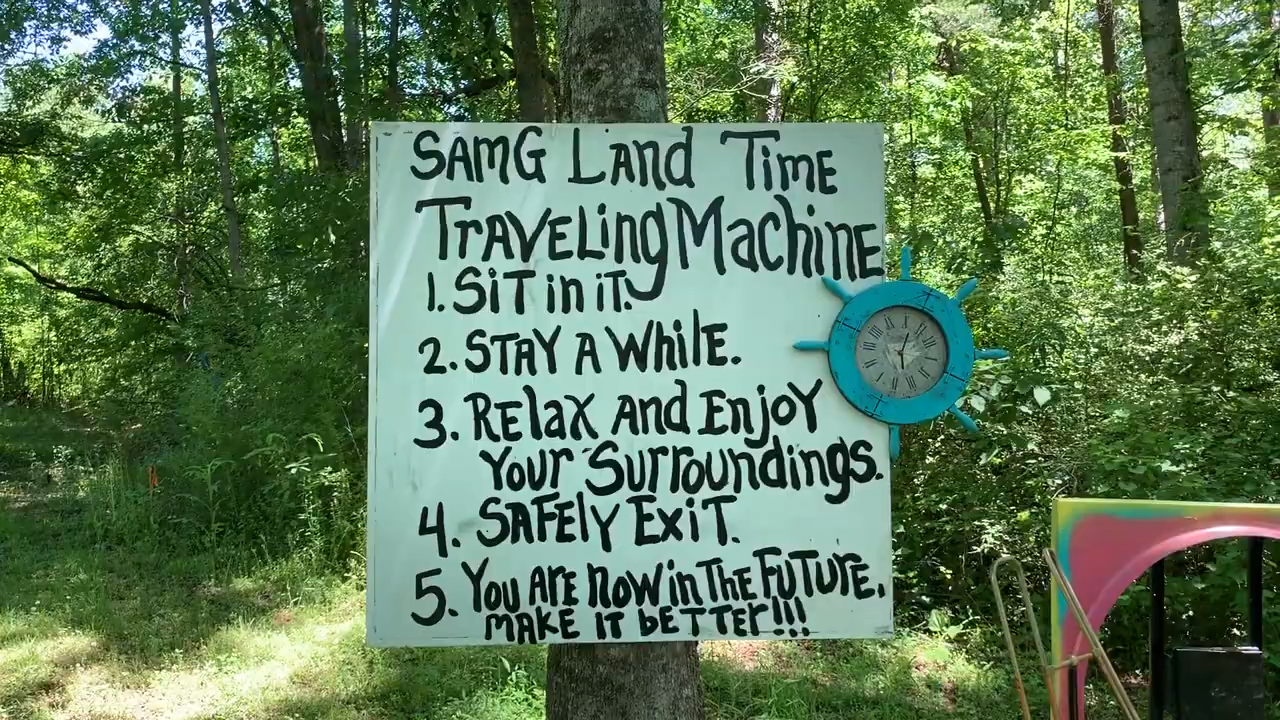 SAMG LAnd Time
TRAVELing MachinE
1. SiT in iT.
2. STAY A WhilE.
3. RElax And EnjoY
Your Surroundings.
4. SAFElY ExiT.
5. You ARE now in The FuTuRE,
MAKE iT bETTER!!!